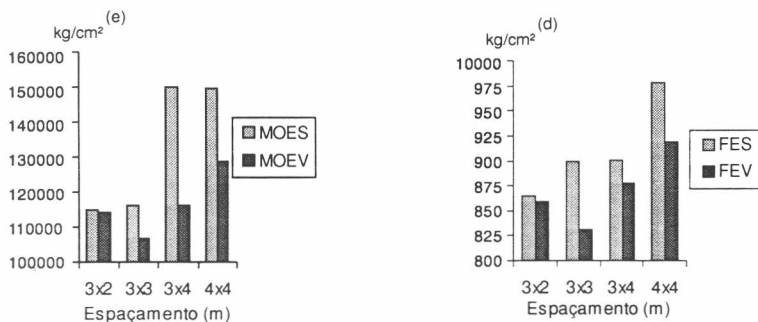 (e)
kg/cm²
160000
150000
140000
130000
120000
110000
100000
3x2 3x3 3x4 4x4
Espaçamento (m)
MOES
MOEV
(d)
kg/cm²
10000
975
950
925
900
875
850
825
800
3x2 3x3 3x4 4x4
Espaçamento (m)
FES
FEV